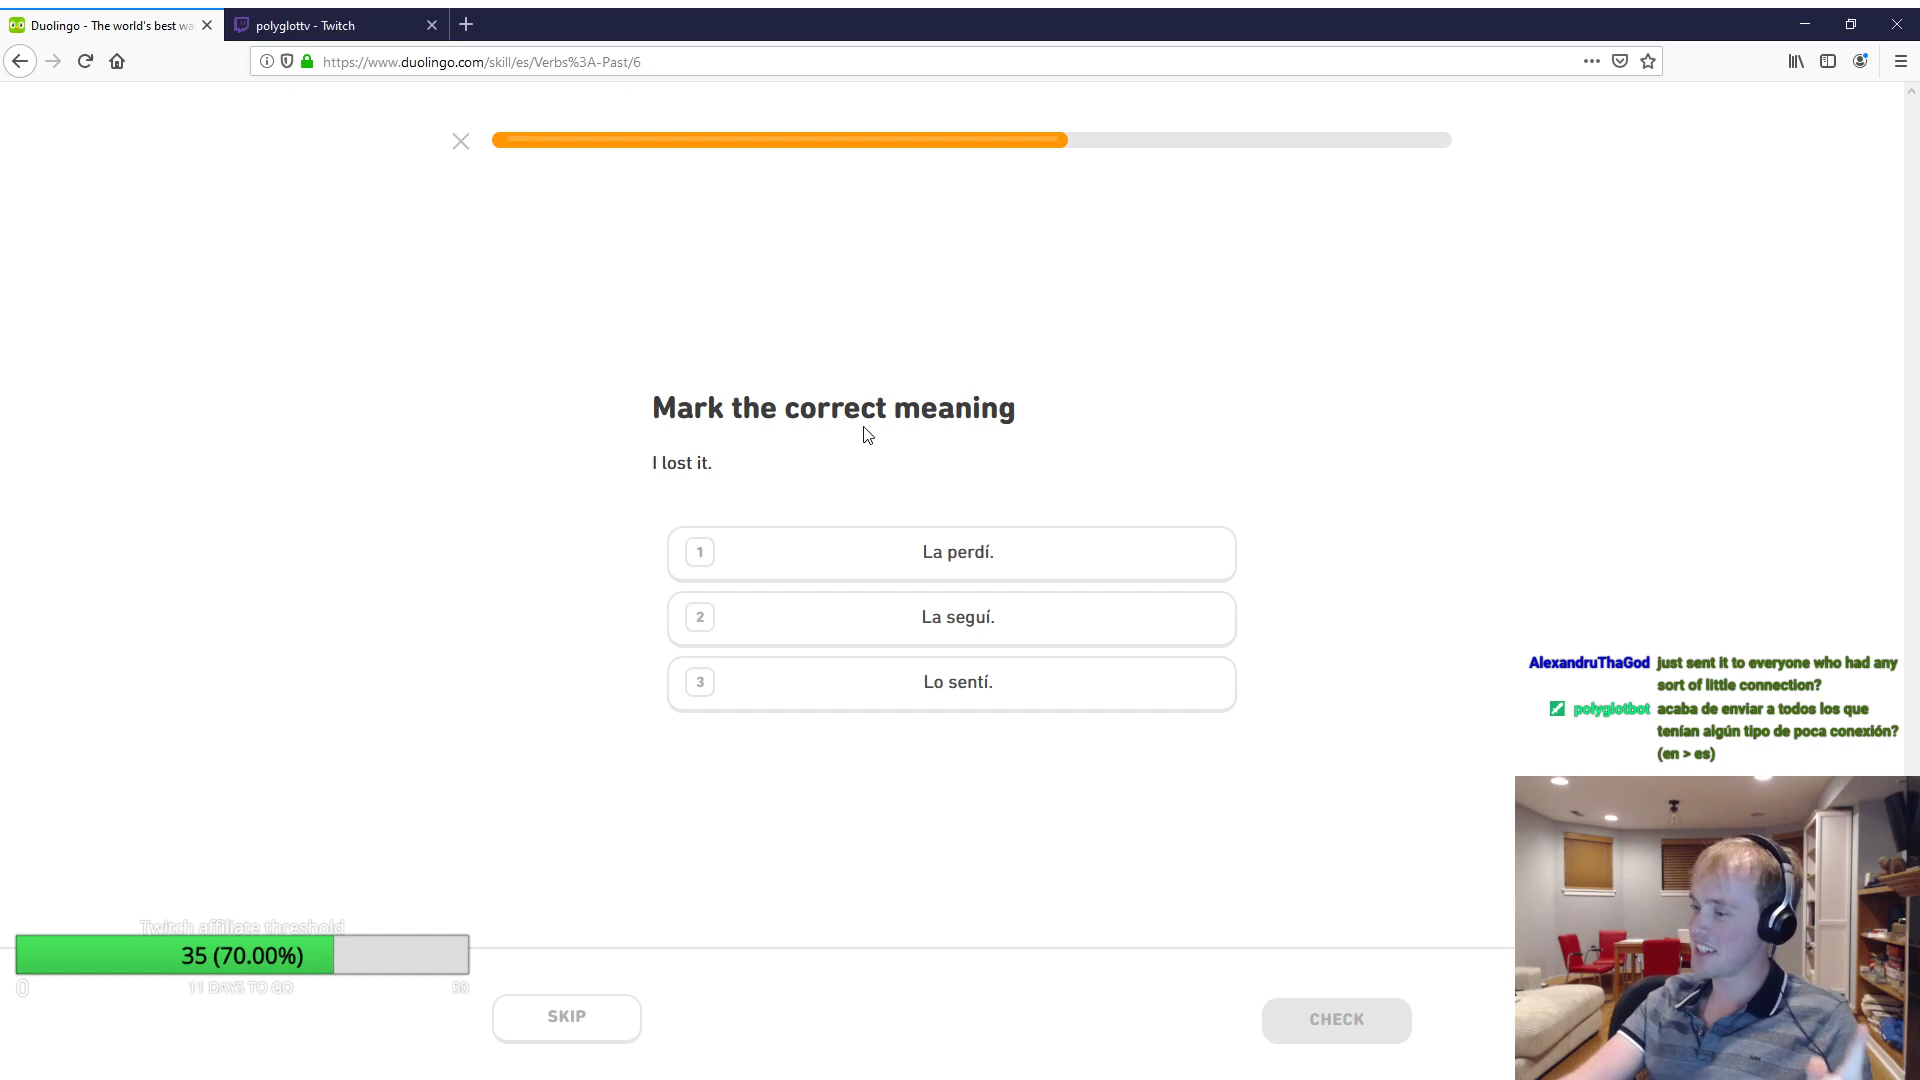 Duolingo - The world's best wa
polyglottv - Twitch
https://www.duolingo.com/skill/es/Verbs%3A-Past/6
Mark the correct meaning
I lost it.
1 La perdí.
2 La seguí.
3 Lo sentí.
AlexandruThaGod just sent it to everyone who had any
sort of little connection?
polyglotbot acaba de enviar a todos los que
tenían algún tipo de poca conexión?
(en > es)
Twitch affiliate threshold
35 (70.00%)
0 11 DAYS TO GO 50
SKIP
CHECK